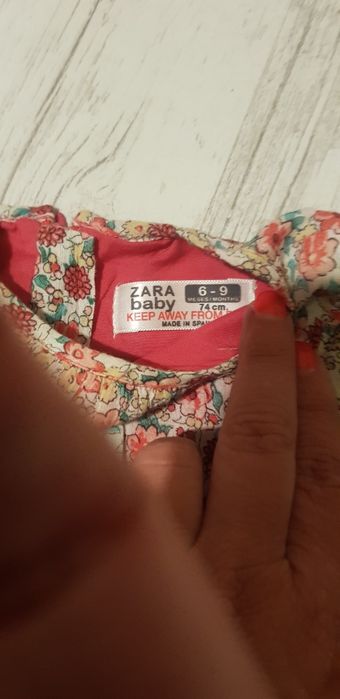 ZARA
baby
6 - 9
MESES/MONTHS
74 cm.
KEEP AWAY FROM
MADE IN SPAIN